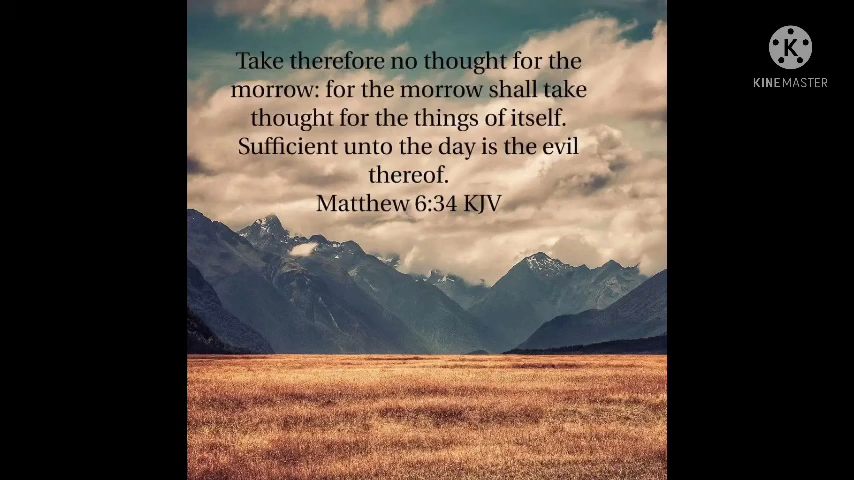 Take therefore no thought for the
morrow: for the morrow shall take
thought for the things of itself.
Sufficient unto the day is the evil
thereof.
Matthew 6:34 KJV
K
KINEMASTER